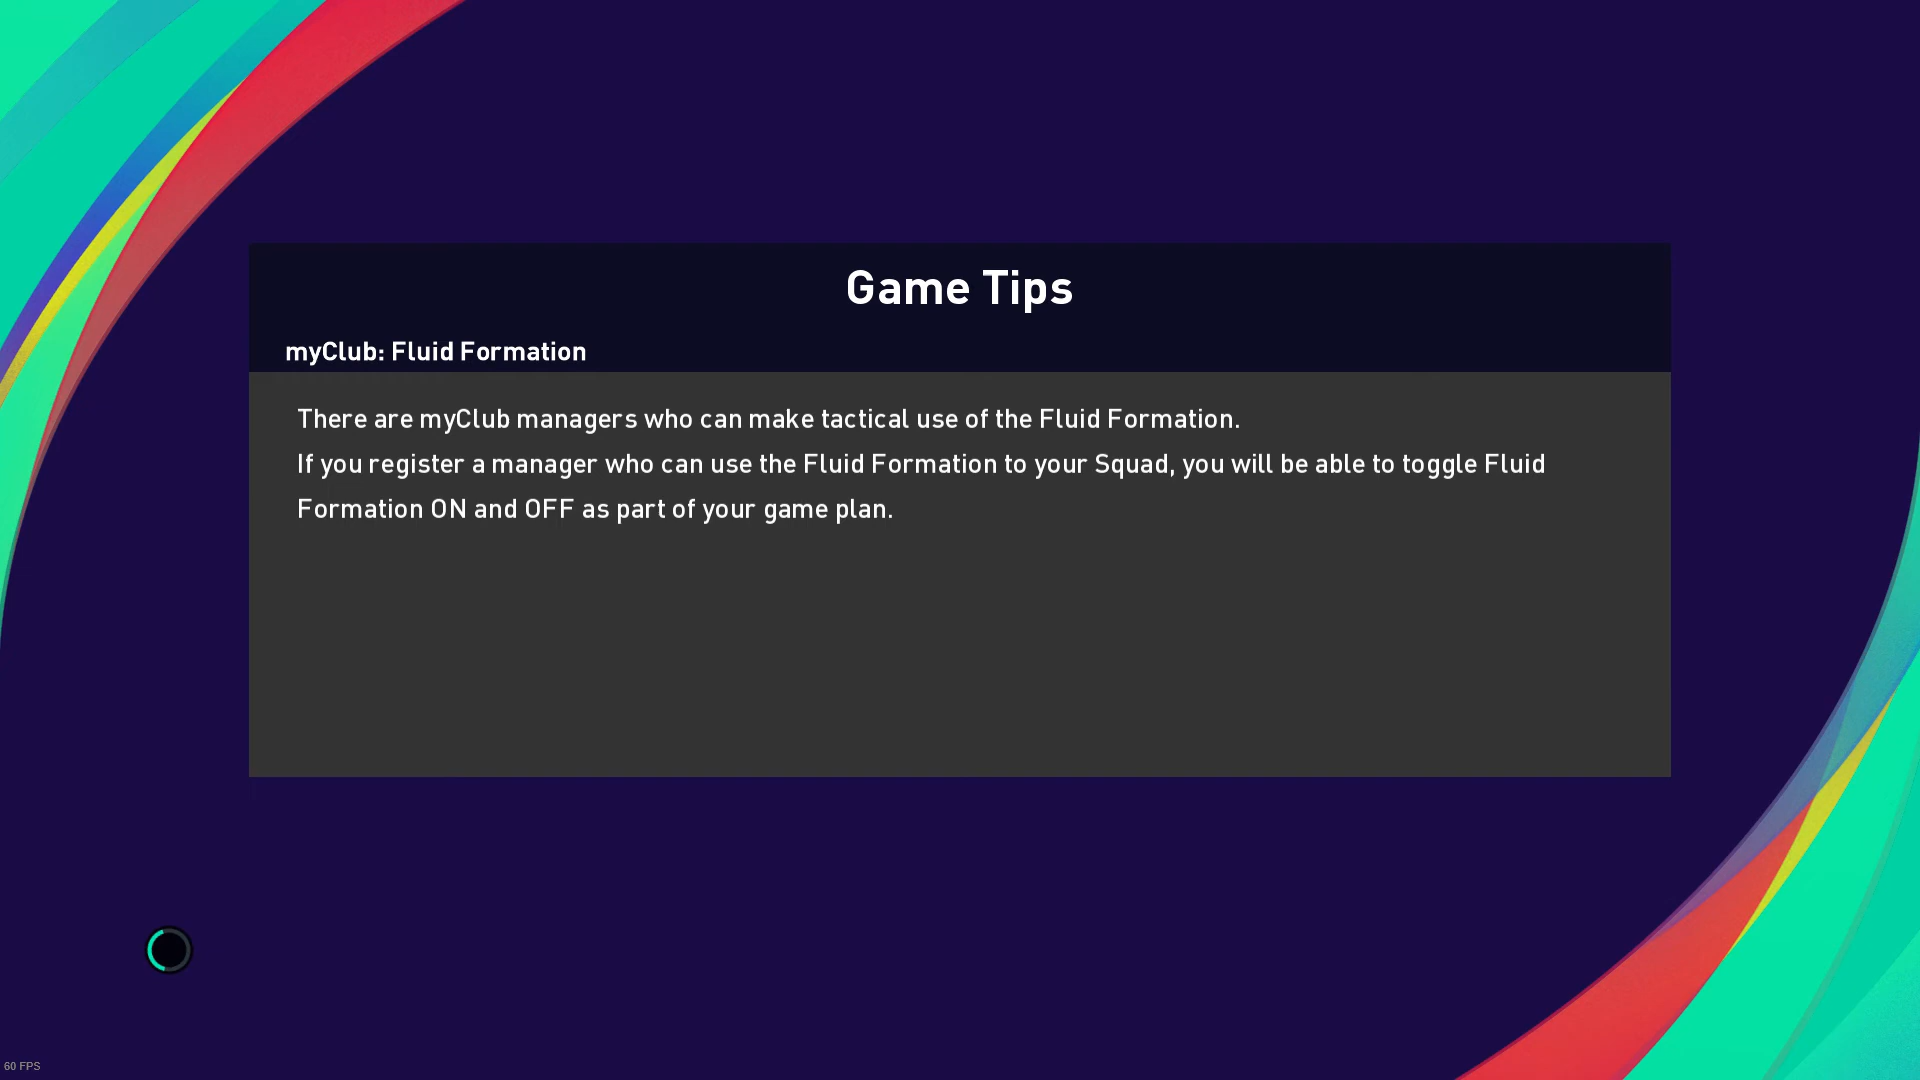 Game Tips
myClub: Fluid Formation
There are myClub managers who can make tactical use of the Fluid Formation.
If you register a manager who can use the Fluid Formation to your Squad, you will be able to toggle Fluid
Formation ON and OFF as part of your game plan.
60 FPS